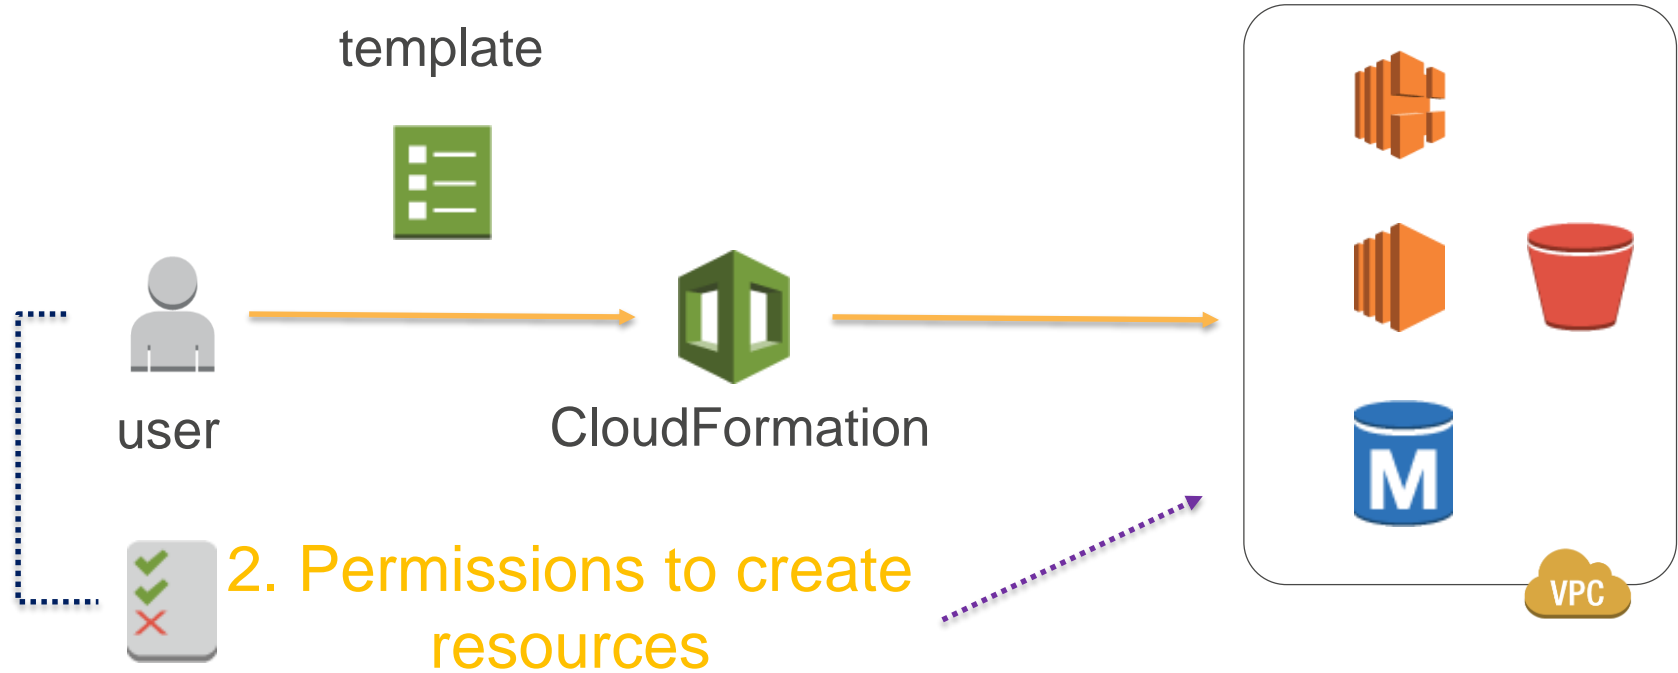 template
user
CloudFormation
M
2. Permissions to create
resources
VPC